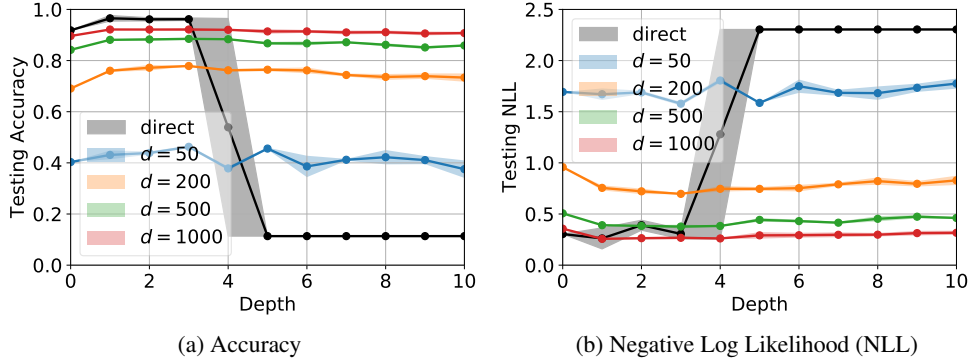 1.0
0.8
0.6
0.4
0.2
0.0
Testing Accuracy
direct
d = 50
d = 200
d = 500
d = 1000
0 2 4 6 8 10
Depth
(a) Accuracy
2.5
2.0
1.5
1.0
0.5
0.0
Testing NLL
direct
d = 50
d = 200
d = 500
d = 1000
0 2 4 6 8 10
Depth
(b) Negative Log Likelihood (NLL)